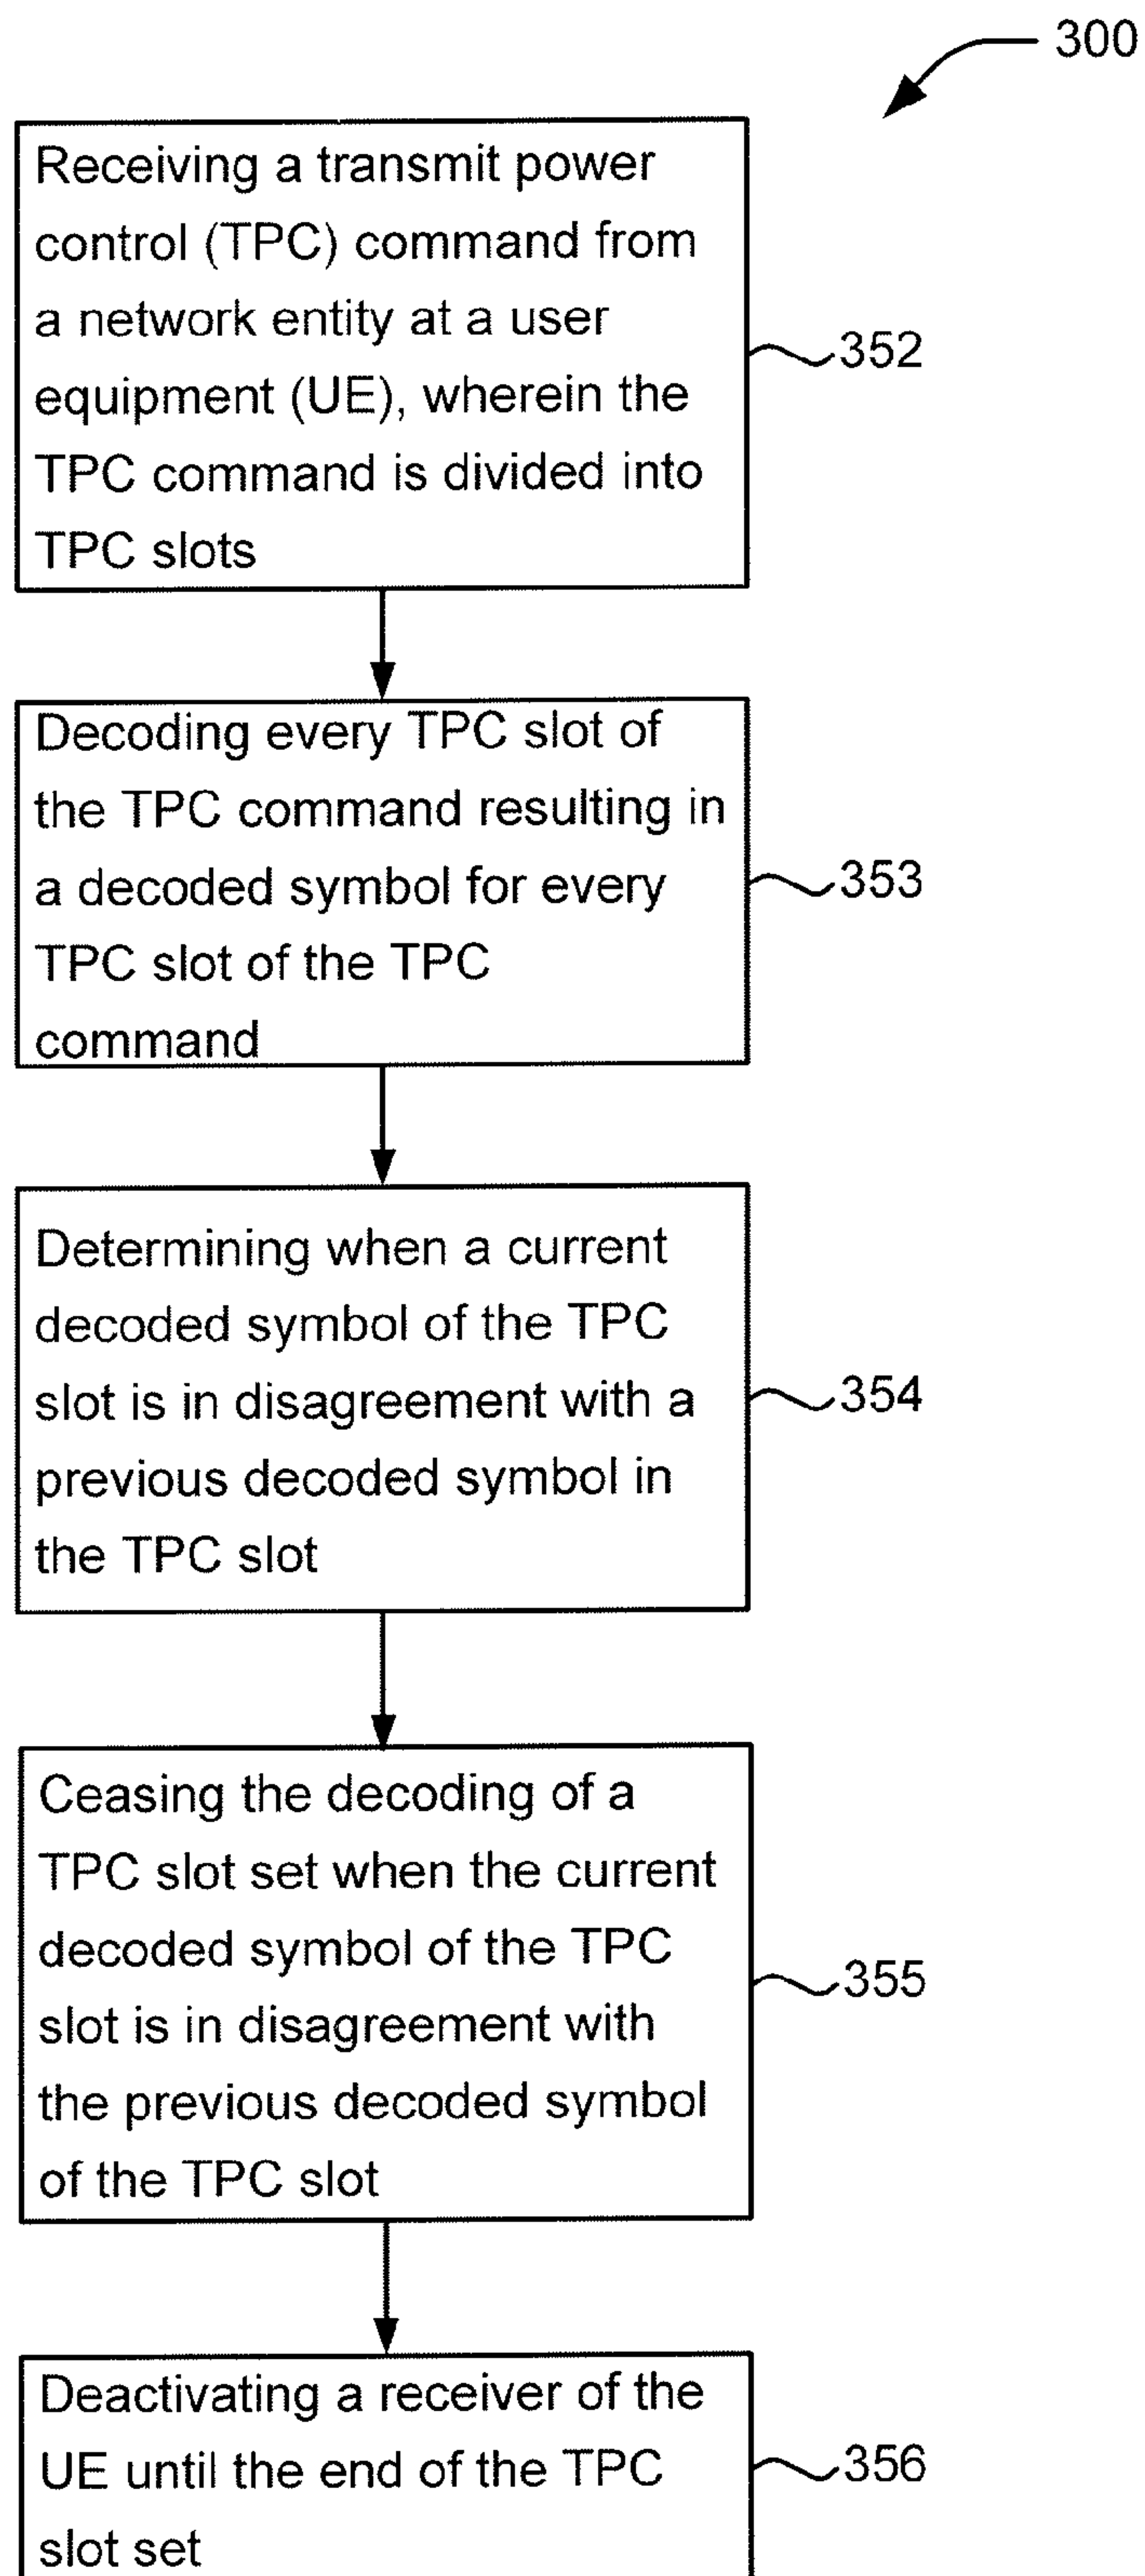 300
Receiving a transmit power
control (TPC) command from
a network entity at a user
equipment (UE), wherein the
TPC command is divided into
TPC slots
352
Decoding every TPC slot of
the TPC command resulting in
a decoded symbol for every
TPC slot of the TPC
command
353
Determining when a current
decoded symbol of the TPC
slot is in disagreement with a
previous decoded symbol in
the TPC slot
354
Ceasing the decoding of a
TPC slot set when the current
decoded symbol of the TPC
slot is in disagreement with
the previous decoded symbol
of the TPC slot
355
Deactivating a receiver of the
UE until the end of the TPC
slot set
356